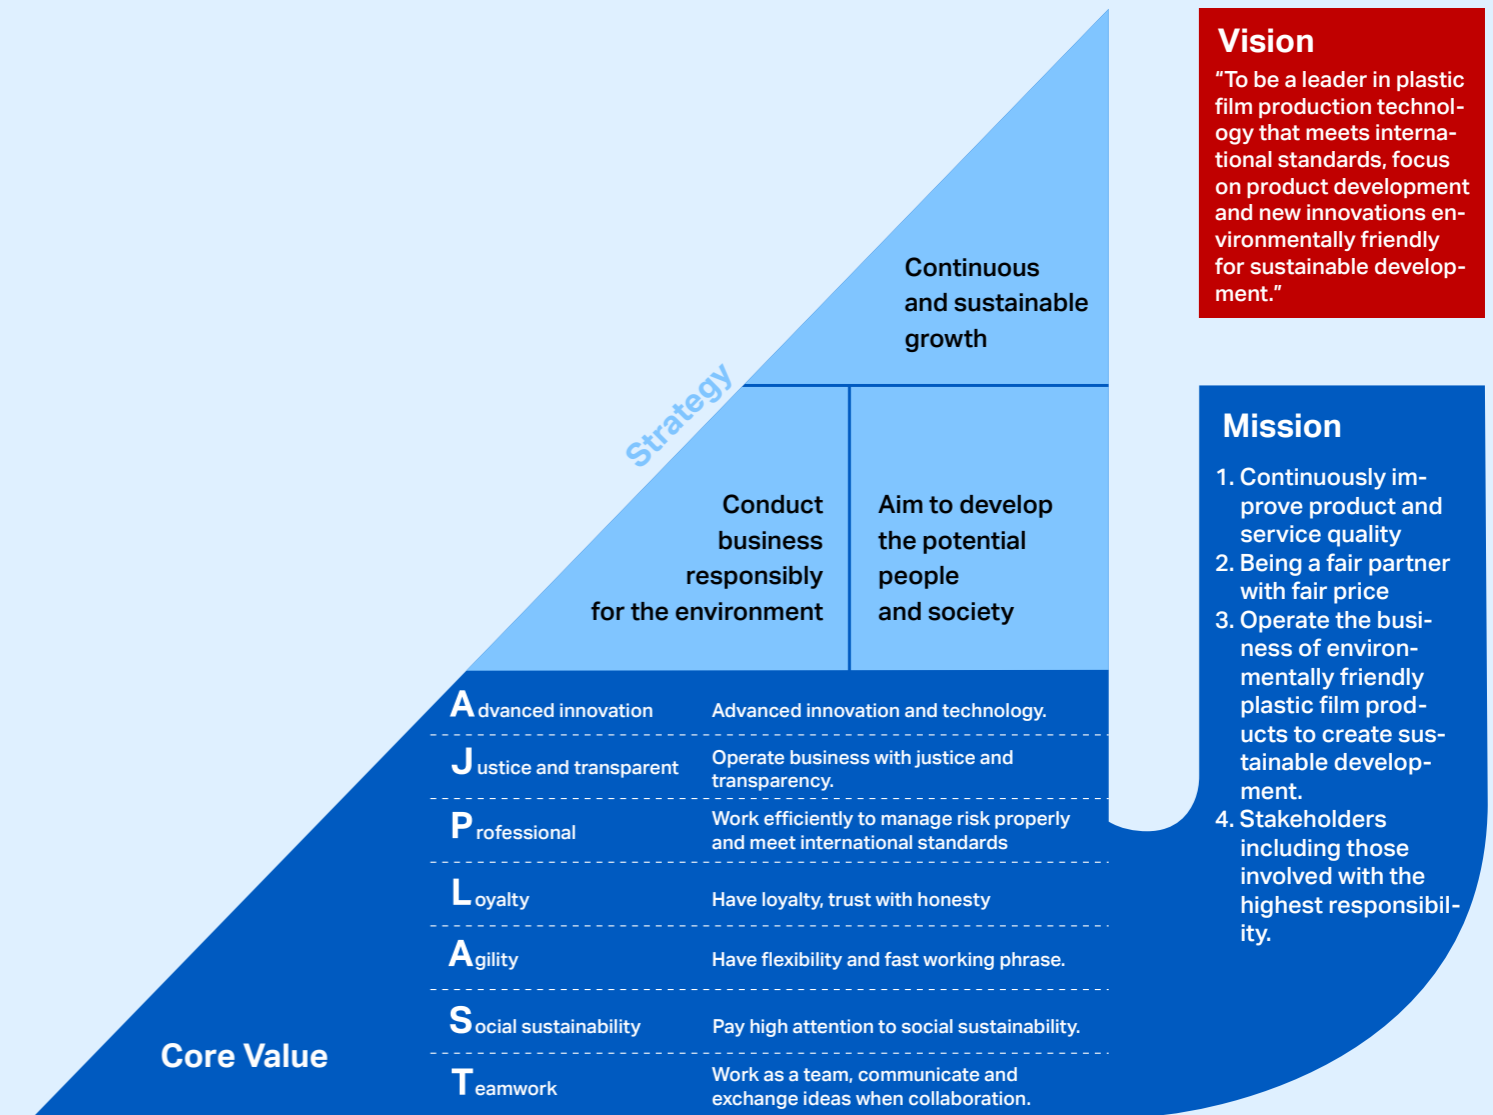 Vision
“To be a leader in plastic
film production technol-
ogy that meets interna-
tional standards, focus
on product development
and new innovations en-
vironmentally friendly
for sustainable develop-
ment.”
Continuous
and sustainable
growth
Strategy
Conduct
business
responsibly
for the environment
Aim to develop
the potential
people
and society
Mission
1. Continuously im-
prove product and
service quality
2. Being a fair partner
with fair price
3. Operate the busi-
ness of environ-
mentally friendly
plastic film prod-
ucts to create sus-
tainable develop-
ment.
4. Stakeholders
including those
involved with the
highest responsibil-
ity.
Core Value
Advanced innovation
Advanced innovation and technology.
Justice and transparent
Operate business with justice and
transparency.
Professional
Work efficiently to manage risk properly
and meet international standards
Loyalty
Have loyalty, trust with honesty
Agility
Have flexibility and fast working phrase.
Social sustainability
Pay high attention to social sustainability.
Teamwork
Work as a team, communicate and
exchange ideas when collaboration.